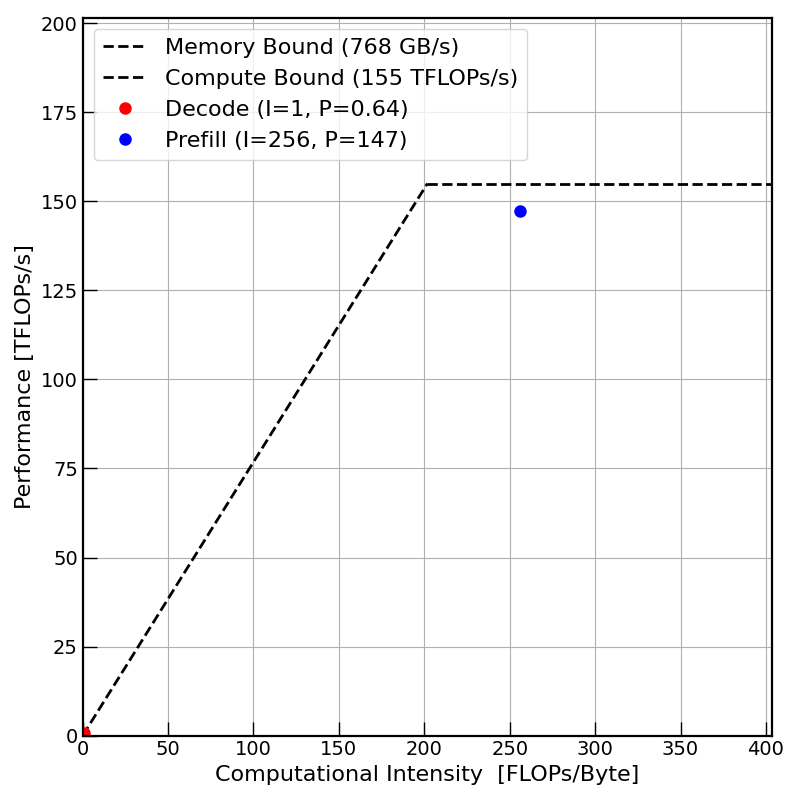 200
175
150
125
100
75
50
25
0
Performance [TFLOPs/s]
Memory Bound (768 GB/s)
Compute Bound (155 TFLOPs/s)
Decode (I=1, P=0.64)
Prefill (I=256, P=147)
0 50 100 150 200 250 300 350 400
Computational Intensity  [FLOPs/Byte]